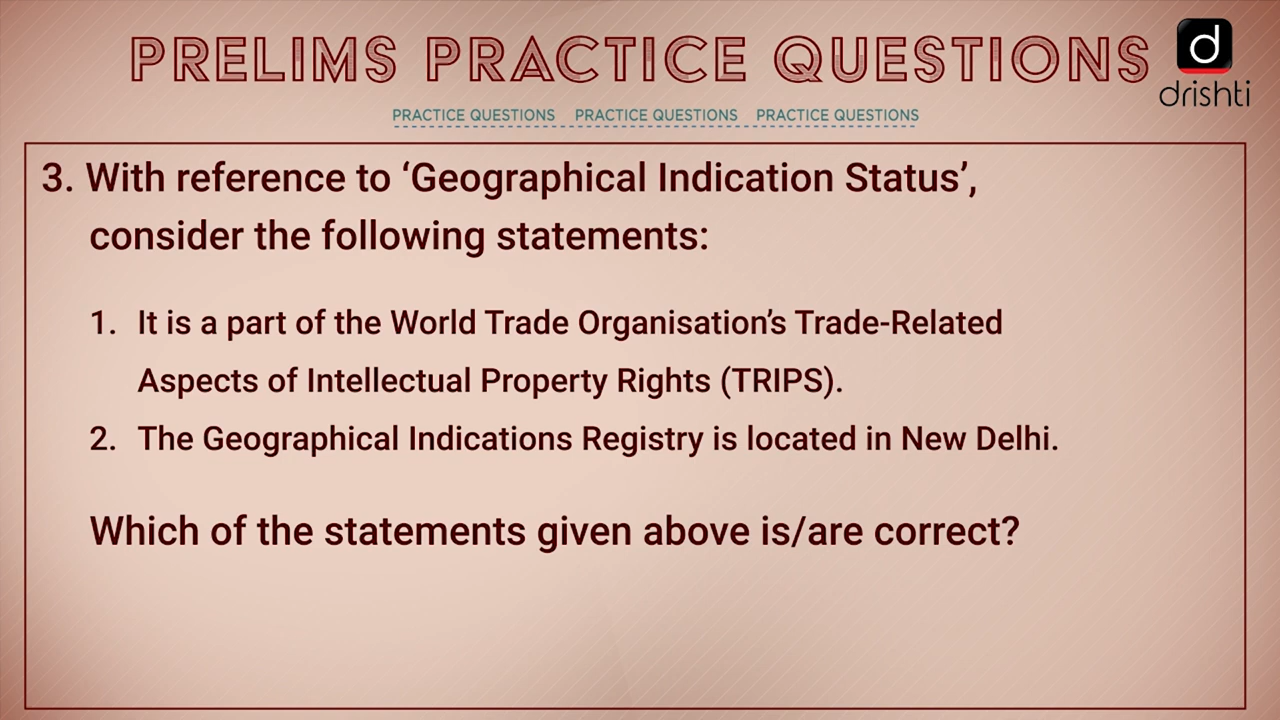 PRELIMS PRACTICE QUESTIONS
d
drishti
PRACTICE QUESTIONS PRACTICE QUESTIONS PRACTICE QUESTIONS
3. With reference to ‘Geographical Indication Status’,
consider the following statements:
1. It is a part of the World Trade Organisation’s Trade-Related
Aspects of Intellectual Property Rights (TRIPS).
2. The Geographical Indications Registry is located in New Delhi.
Which of the statements given above is/are correct?